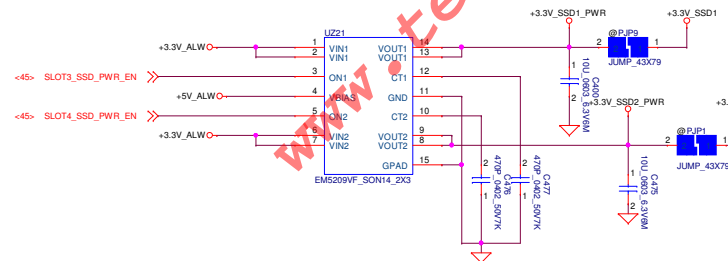 +3.3V_SSD1_PWR
+3.3V_SSD1
UZ21
@PJP9
+3.3V_ALW
1 VIN1 VOUT1 14
2 VIN1 VOUT1 13
2 1
JUMP_43X79
<45> SLOT3_SSD_PWR_EN
3 ON1 CT1 12
+5V_ALW
4 VBIAS GND 11
<45> SLOT4_SSD_PWR_EN
5 ON2 CT2 10
+3.3V_ALW
6 VIN2 VOUT2 9
7 VIN2 VOUT2 8
GPAD 15
EM5209VF_SON14_2X3
1
2
C400
10U_0603_6.3V6M
+3.3V_SSD2_PWR
+3.
@PJP1
2 1
JUMP_43X79
2
1
C476
470P_0402_50V7K
2
1
C477
470P_0402_50V7K
1
2
C475
10U_0603_6.3V6M
www.te